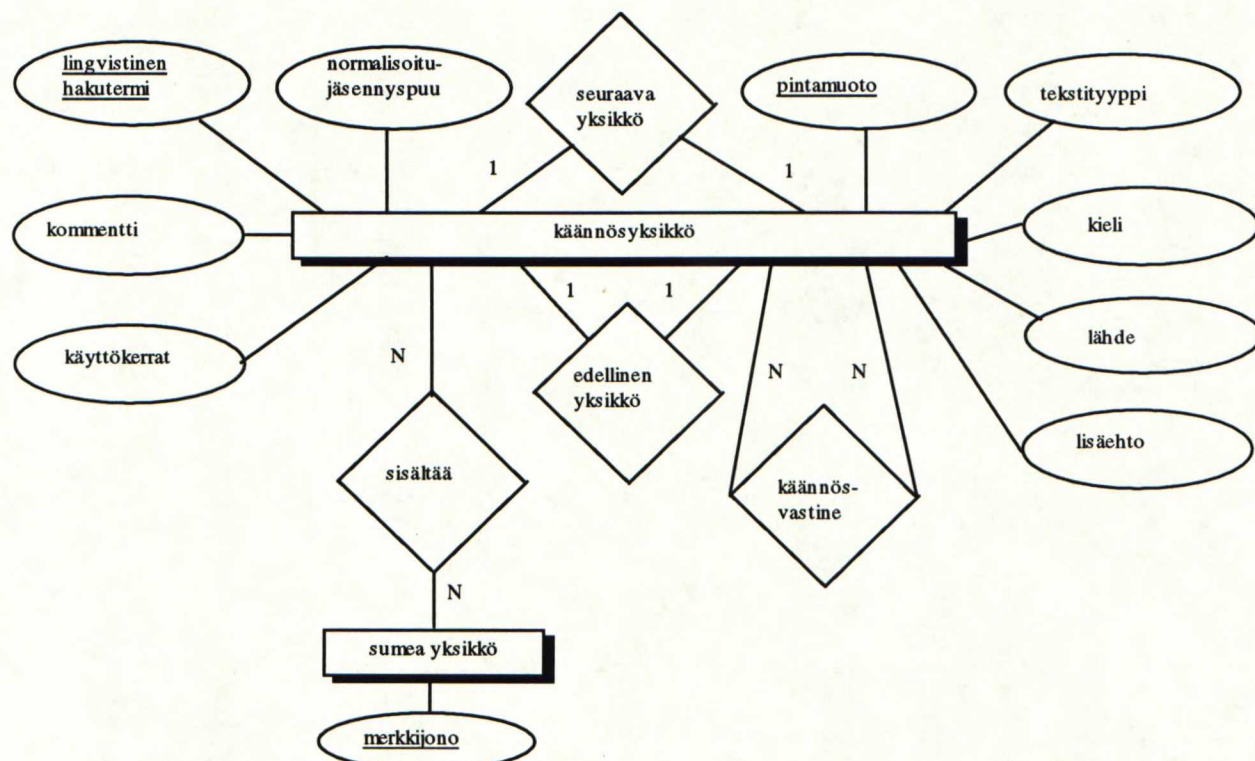 lingvistinen
hakutermi
normalisoitu-
jäsennyspuu
seuraava
yksikkö
pintamuoto
tekstityyppi
1
1
kommentti
käännösyksikkö
kieli
1
1
käyttökerrat
N
edellinen
yksikkö
N
N
lähde
sisältää
käännös-
vastine
lisäehto
N
sumea yksikkö
merkkijono